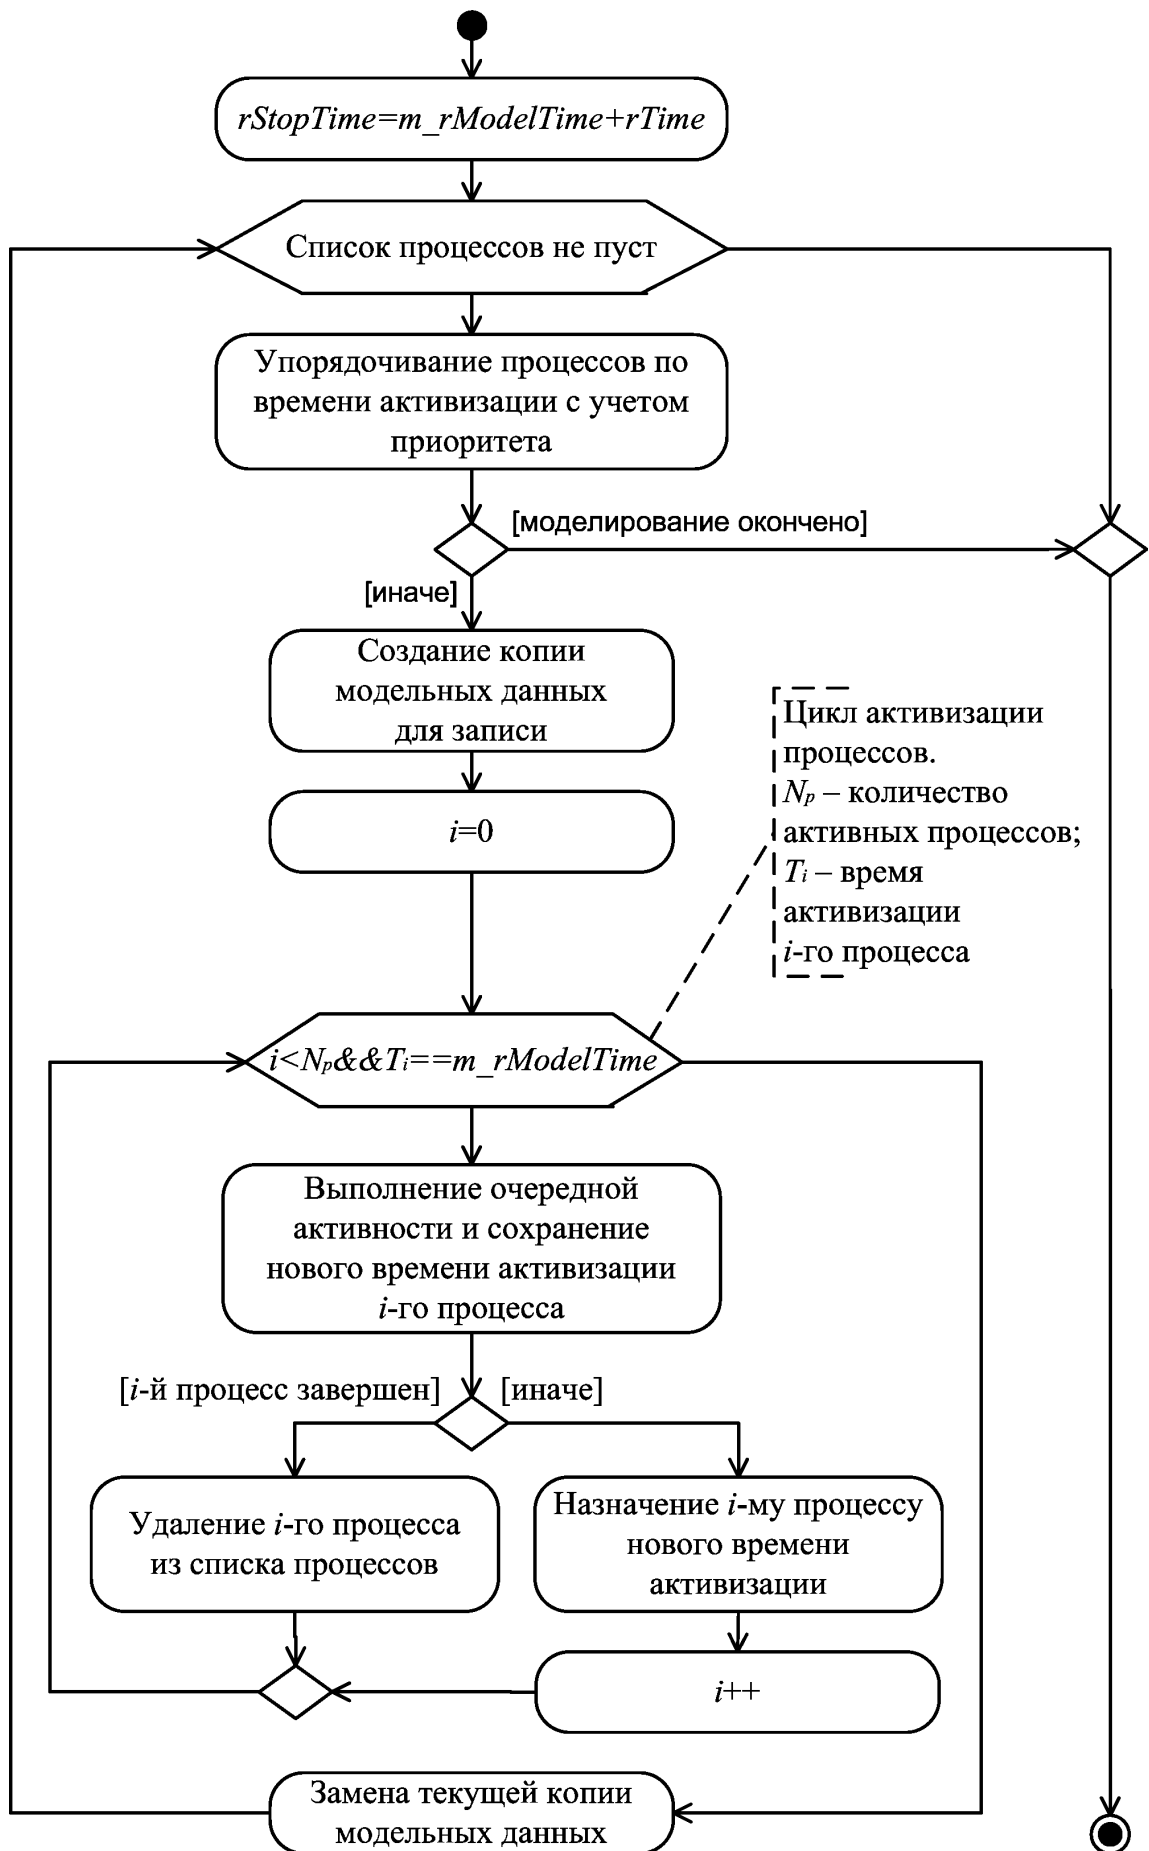 rStopTime=m_rModelTime+rTime
Список процессов не пуст
Упорядочивание процессов по
времени активизации с учетом
приоритета
[моделирование окончено]
[иначе]
Создание копии
модельных данных
для записи
Цикл активизации
процессов.
Np – количество
активных процессов;
Ti – время
активизации
i-го процесса
i=0
i<Np&&Ti==m_rModelTime
Выполнение очередной
активности и сохранение
нового времени активизации
i-го процесса
[i-й процесс завершен]
[иначе]
Удаление i-го процесса
из списка процессов
Назначение i-му процессу
нового времени
активизации
i++
Замена текущей копии
модельных данных